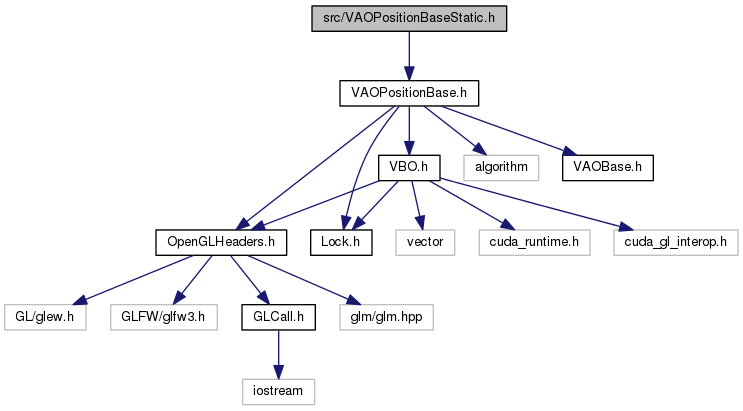 src/VAOPositionBaseStatic.h
VAOPositionBase.h
VBO.h
algorithm
VAOBase.h
OpenGLHeaders.h
Lock.h
vector
cuda_runtime.h
cuda_gl_interop.h
GL/glew.h
GLFW/glfw3.h
GLCall.h
glm/glm.hpp
iostream